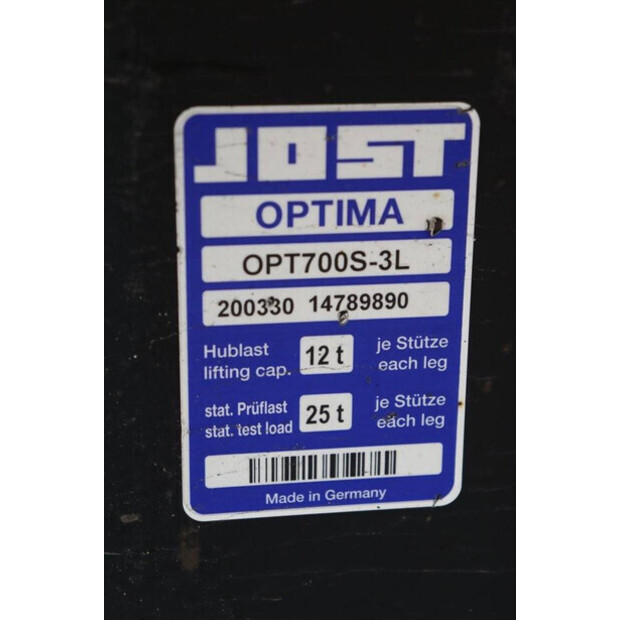 JOST
OPTIMA
OPT700S-3L
200330 14789890
Hublast 12 t je Stütze
lifting cap. each leg
stat. Prüflast 25 t je Stütze
stat. test load each leg
Made in Germany